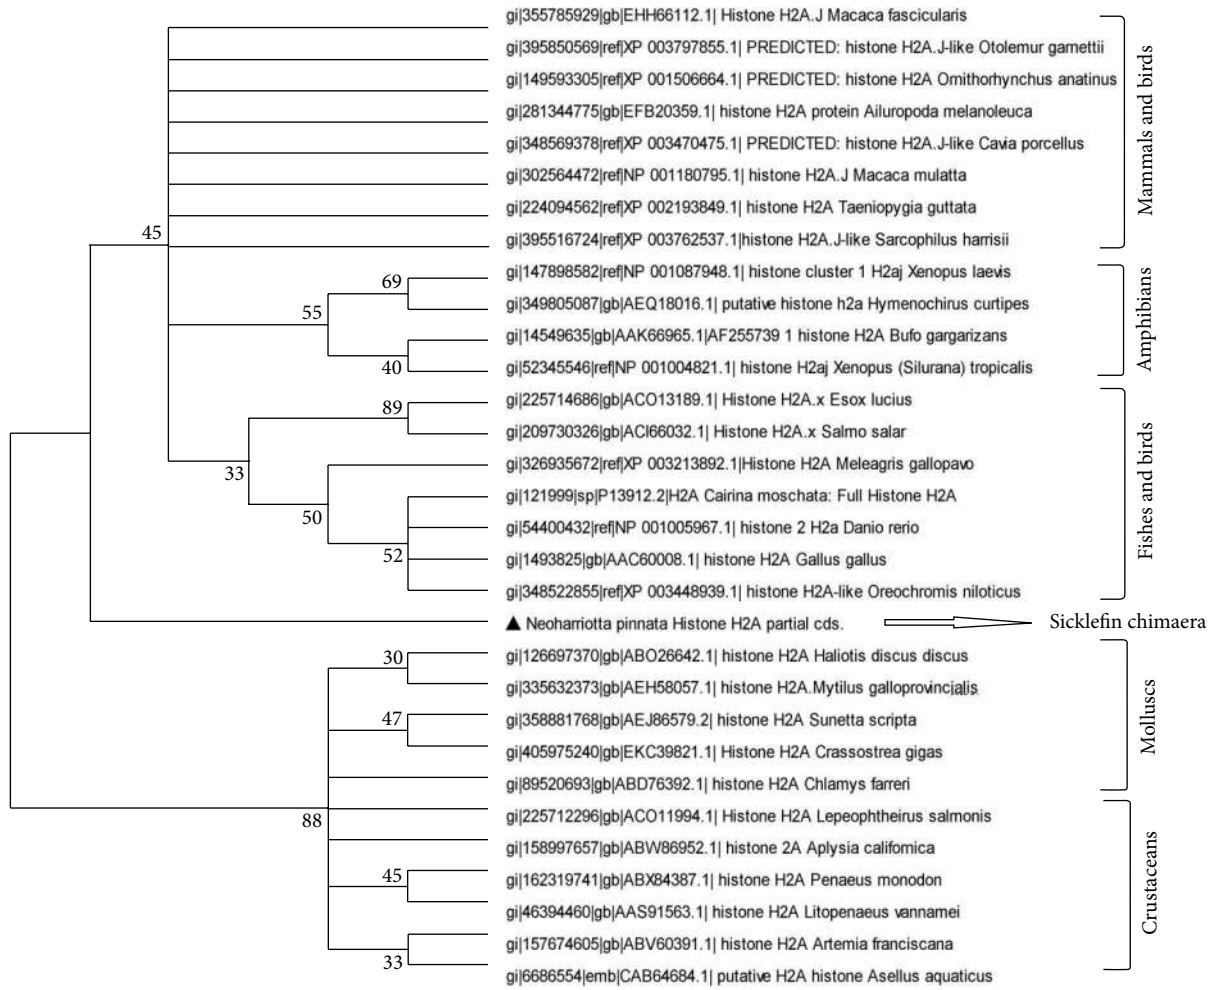 gi|355785929|gb|EHH66112.1| Histone H2A.J Macaca fascicularis
gi|395850569|ref|XP 003797855.1| PREDICTED: histone H2A.J-like Otolemur garnettii
gi|149593305|ref|XP 001506664.1| PREDICTED: histone H2A Ornithorhynchus anatinus
gi|281344775|gb|EFB20359.1| histone H2A protein Ailuropoda melanoleuca
gi|348569378|ref|XP 003470475.1| PREDICTED: histone H2A.J-like Cavia porcellus
gi|302564472|ref|NP 001180795.1| histone H2A.J Macaca mulatta
gi|224094562|ref|XP 002193849.1| histone H2A Taeniopygia guttata
gi|395516724|ref|XP 003762537.1|histone H2A.J-like Sarcophilus harrisii
Mammals and birds
45
gi|147898582|ref|NP 001087948.1| histone cluster 1 H2aj Xenopus laevis
gi|349805087|gb|AEQ18016.1| putative histone h2a Hymenochirus curtipes
gi|14549635|gb|AAK66965.1|AF255739 1 histone H2A Bufo gargarizans
gi|52345546|ref|NP 001004821.1| histone H2aj Xenopus (Silurana) tropicalis
Amphibians
69
55
40
gi|225714686|gb|ACO13189.1| Histone H2A.x Esox lucius
gi|209730326|gb|ACI66032.1| Histone H2A.x Salmo salar
gi|326935672|ref|XP 003213892.1|Histone H2A Meleagris gallopavo
gi|121999|sp|P13912.2|H2A Cairina moschata: Full Histone H2A
gi|54400432|ref|NP 001005967.1| histone 2 H2a Danio rerio
gi|1493825|gb|AAC60008.1| histone H2A Gallus gallus
gi|348522855|ref|XP 003448939.1| histone H2A-like Oreochromis niloticus
Fishes and birds
89
33
50
52
▲ Neoharriotta pinnata Histone H2A partial cds.
Sicklefin chimaera
gi|126697370|gb|ABO26642.1| histone H2A Haliotis discus discus
gi|335632373|gb|AEH58057.1| histone H2A.Mytilus galloprovincialis
gi|358881768|gb|AEJ86579.2| histone H2A Sunetta scripta
gi|405975240|gb|EKC39821.1| Histone H2A Crassostrea gigas
gi|89520693|gb|ABD76392.1| histone H2A Chlamys farreri
Molluscs
30
47
88
gi|225712296|gb|ACO11994.1| Histone H2A Lepeophtheirus salmonis
gi|158997657|gb|ABW86952.1| histone 2A Aplysia californica
gi|162319741|gb|ABX84387.1| histone H2A Penaeus monodon
gi|46394460|gb|AAS91563.1| histone H2A Litopenaeus vannamei
gi|157674605|gb|ABV60391.1| histone H2A Artemia franciscana
gi|6686554|emb|CAB64684.1| putative H2A histone Asellus aquaticus
Crustaceans
45
33